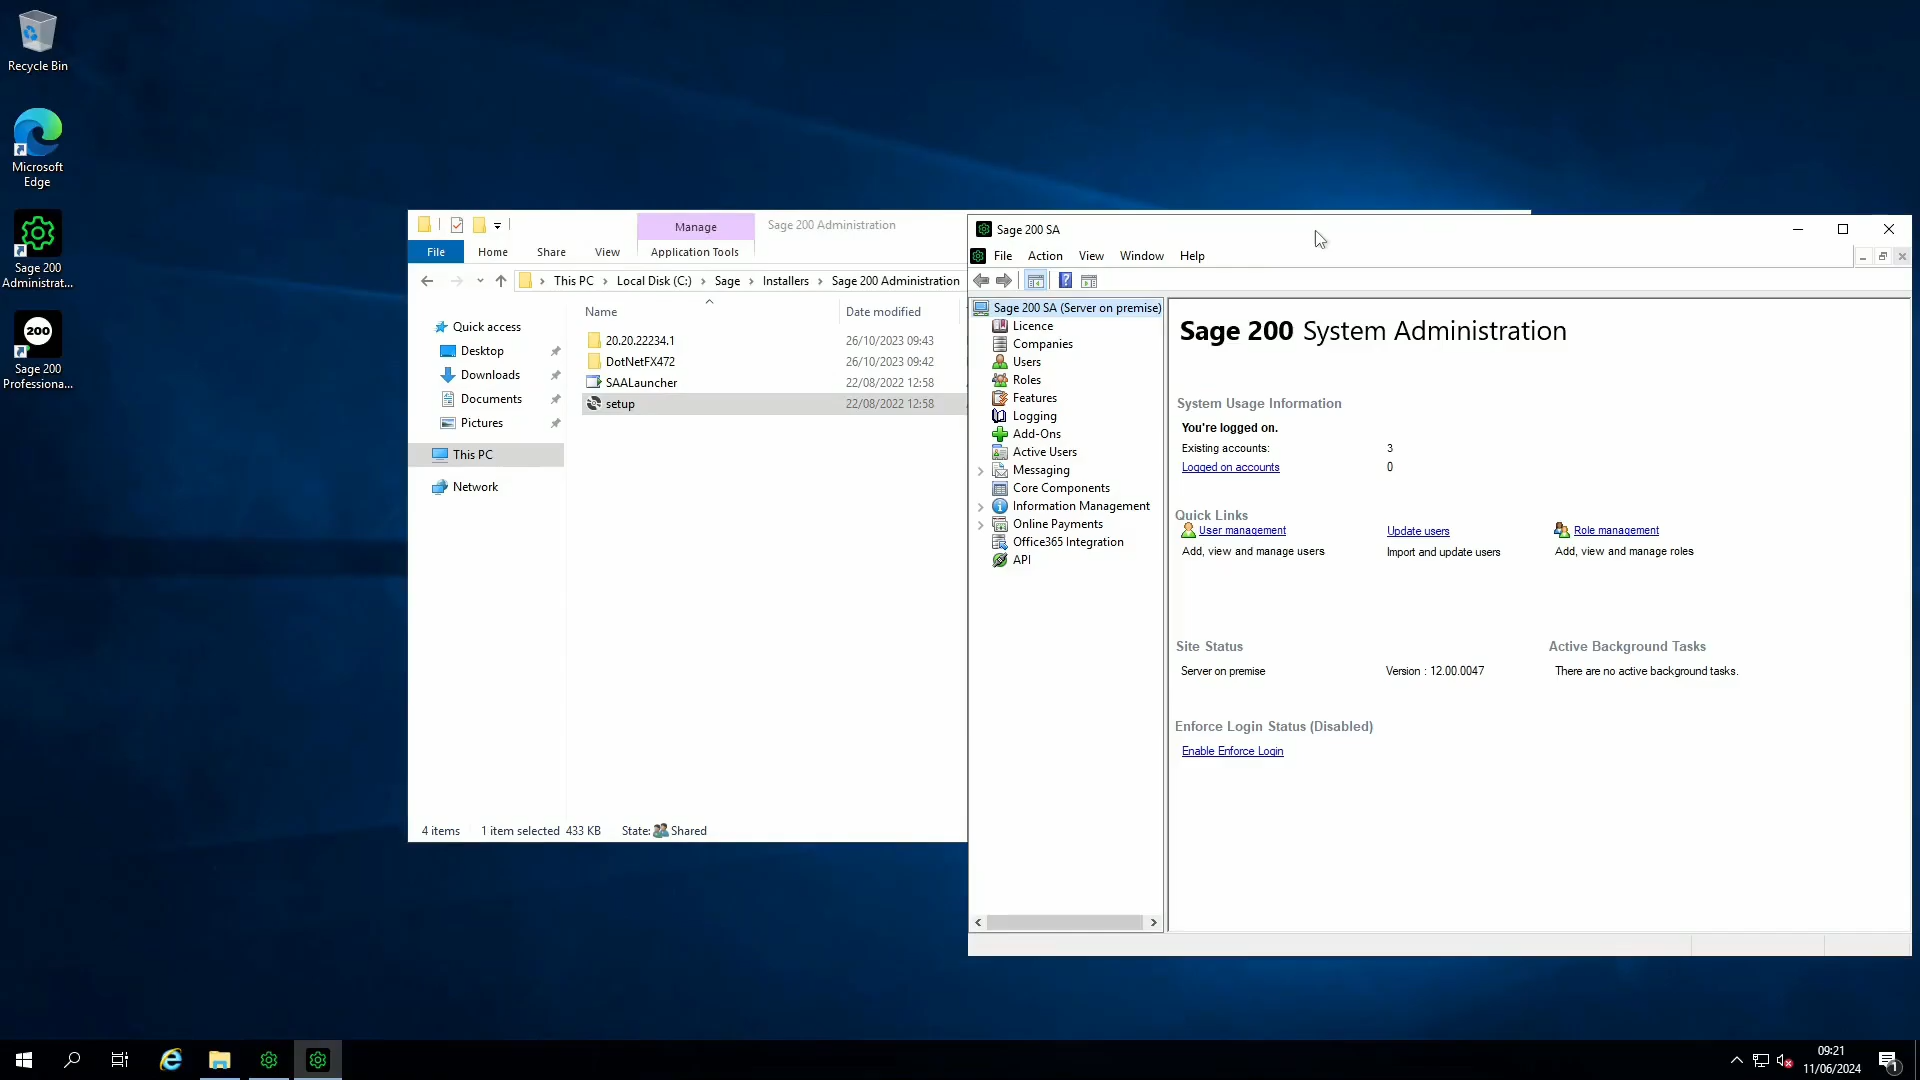 Recycle Bin
Microsoft
Edge
Sage 200
Administrat...
200
Sage 200
Professiona...
Manage
Sage 200 Administration
File
Home
Share
View
Application Tools
This PC
Local Disk (C:)
Sage
Installers
Sage 200 Administration
Quick access
Desktop
Downloads
Documents
Pictures
This PC
Network
Name
Date modified
20.20.22234.1
26/10/2023 09:43
DotNetFX472
26/10/2023 09:42
SAALauncher
22/08/2022 12:58
setup
22/08/2022 12:58
4 items
1 item selected 433 KB
State: Shared
Sage 200 SA
File
Action
View
Window
Help
Sage 200 SA (Server on premise)
Licence
Companies
Users
Roles
Features
Logging
Add-Ons
Active Users
Messaging
Core Components
Information Management
Online Payments
Office365 Integration
API
Sage 200 System Administration
System Usage Information
You're logged on.
Existing accounts: 3
Logged on accounts 0
Quick Links
User management
Update users
Role management
Add, view and manage users
Import and update users
Add, view and manage roles
Site Status
Active Background Tasks
Server on premise
Version : 12.00.0047
There are no active background tasks.
Enforce Login Status (Disabled)
Enable Enforce Login
09:21
11/06/2024
1